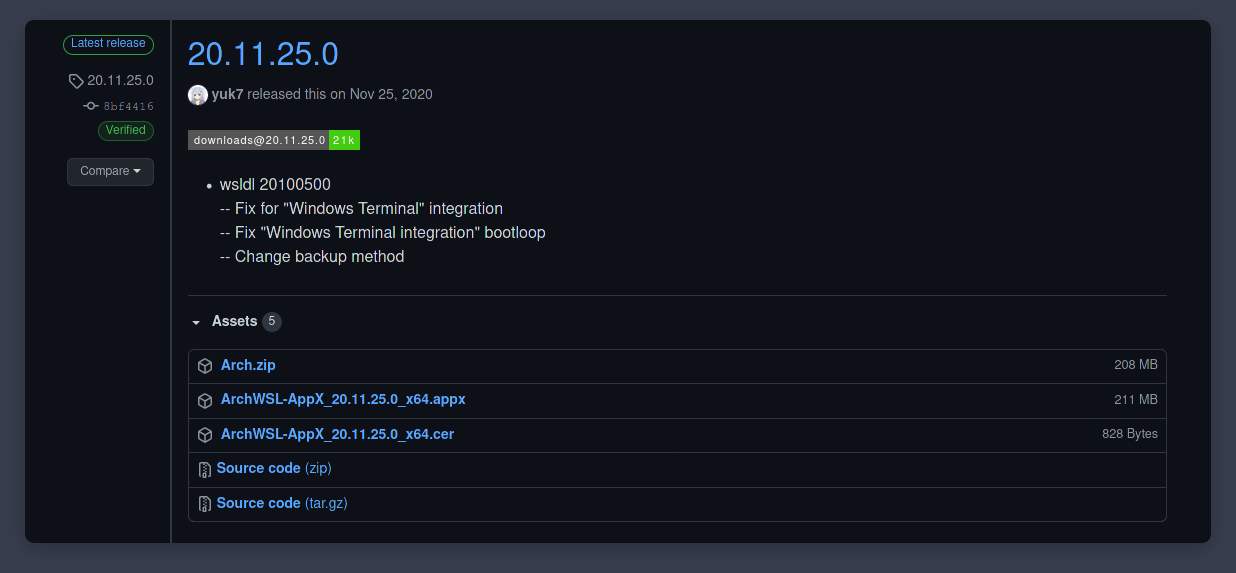 Latest release
20.11.25.0
8bf4416
Verified
Compare
20.11.25.0
yuk7 released this on Nov 25, 2020
downloads@20.11.25.0 21k
• wsldl 20100500
-- Fix for "Windows Terminal" integration
-- Fix "Windows Terminal integration" bootloop
-- Change backup method
Assets 5
Arch.zip 208 MB
ArchWSL-AppX_20.11.25.0_x64.appx 211 MB
ArchWSL-AppX_20.11.25.0_x64.cer 828 Bytes
Source code (zip)
Source code (tar.gz)